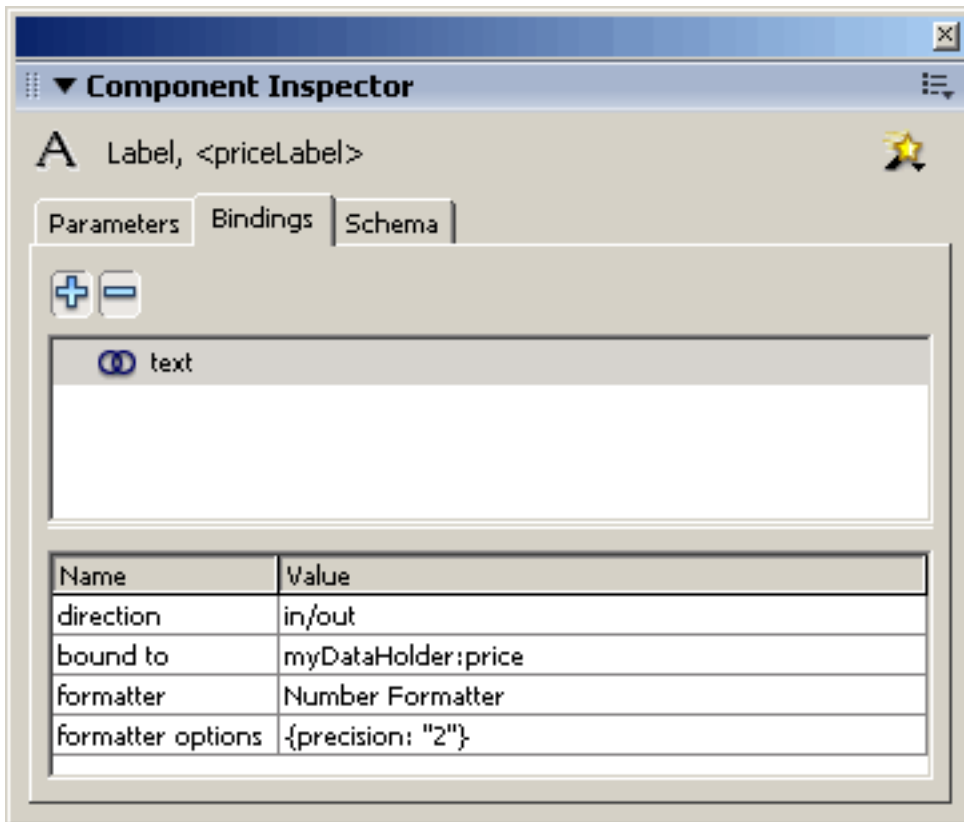 Component Inspector
A Label, <priceLabel>
Parameters Bindings Schema
text
Name Value
direction in/out
bound to myDataHolder:price
formatter Number Formatter
formatter options {precision: "2"}